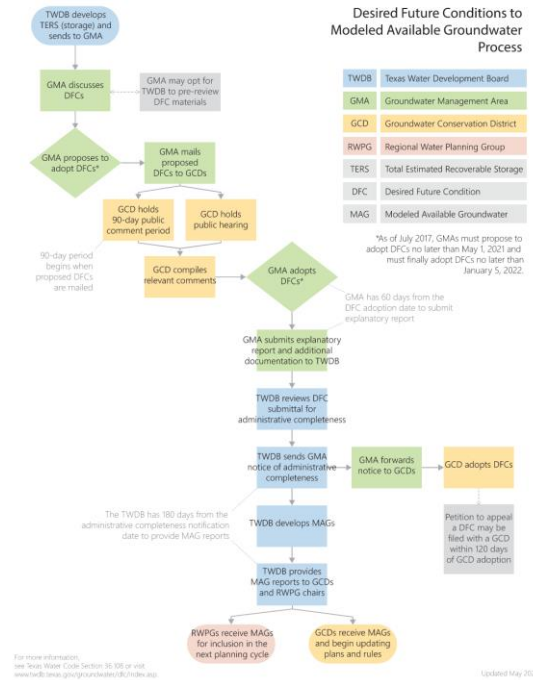 Desired Future Conditions to
Modeled Available Groundwater
Process
TWDB develops
TERS (storage) and
sends to GMA
GMA discusses
DFCs
GMA may opt for
TWDB to pre-review
DFC materials
GMA proposes to
adopt DFCs*
GMA mails
proposed
DFCs to GCDs
GCD holds
90-day public
comment period
GCD holds
public hearing
90-day period
begins when
proposed DFCs
are mailed
GCD compiles
relevant comments
GMA adopts
DFCs*
TWDB Texas Water Development Board
GMA Groundwater Management Area
GCD Groundwater Conservation District
RWPG Regional Water Planning Group
TERS Total Estimated Recoverable Storage
DFC Desired Future Condition
MAG Modeled Available Groundwater
*As of July 2017, GMAs must propose to
adopt DFCs no later than May 1, 2021 and
must finally adopt DFCs no later than
January 5, 2022.
GMA has 60 days from the
DFC adoption date to submit
explanatory report
GMA submits explanatory
report and additional
documentation to TWDB
TWDB reviews DFC
submittal for
administrative completeness
TWDB sends GMA
notice of administrative
completeness
GMA forwards
notice to GCDs
GCD adopts DFCs
Petition to appeal
a DFC may be
filed with a GCD
within 120 days
of GCD adoption
The TWDB has 180 days from the
administrative completeness notification
date to provide MAG reports
TWDB develops MAGs
TWDB provides
MAG reports to GCDs
and RWPG chairs
RWPGs receive MAGs
for inclusion in the
next planning cycle
GCDs receive MAGs
and begin updating
plans and rules
For more information,
see Texas Water Code Section 36.108 or visit
www.twdb.texas.gov/groundwater/dfc/index.asp
Updated May 20